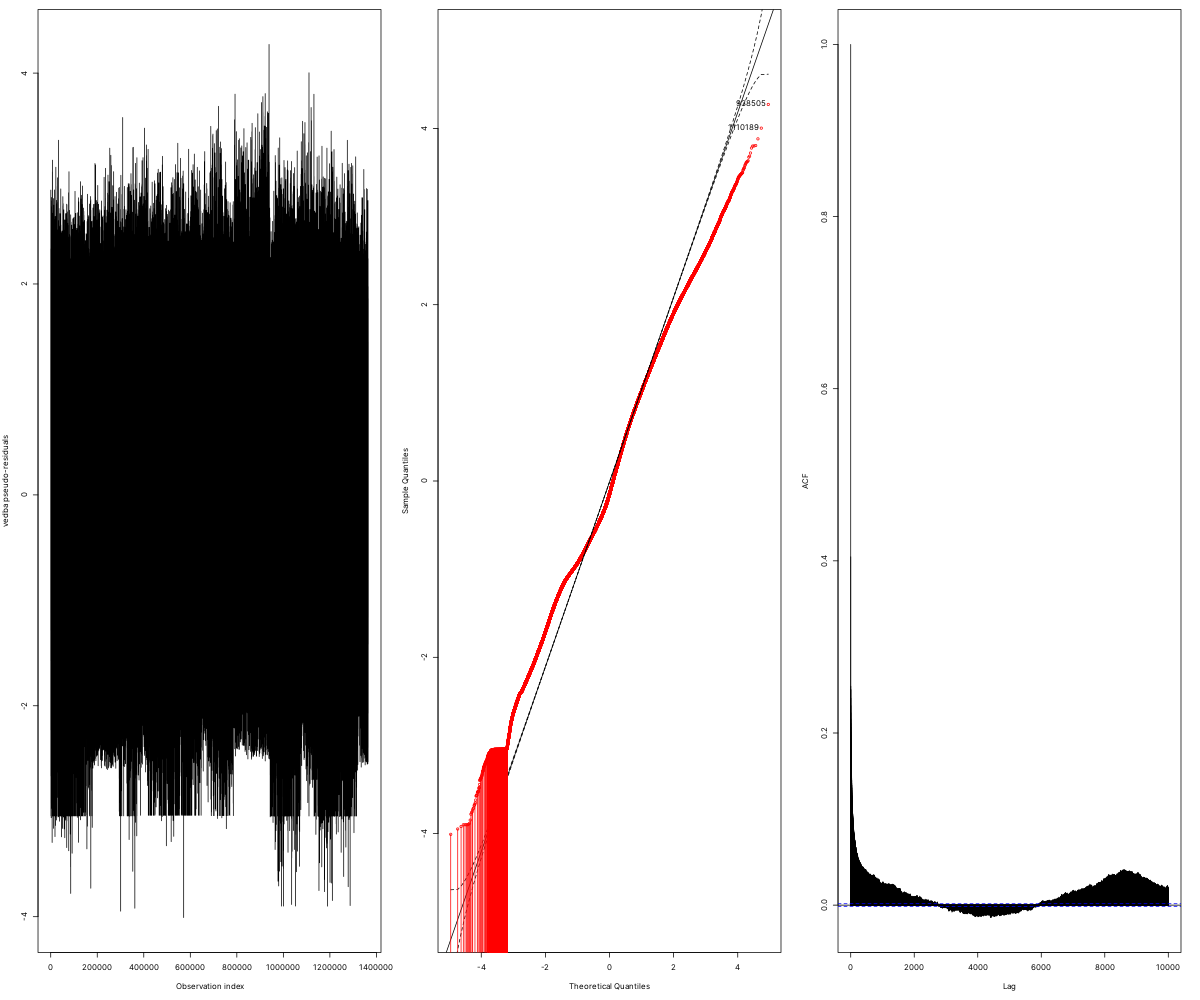 vedba pseudo-residuals
4
2
0
-2
-4
0 200000 400000 600000 800000 1000000 1200000 1400000
Observation index
Sample Quantiles
4
2
0
-2
-4
-4 -2 0 2 4
Theoretical Quantiles
938505
1110189
ACF
1.0
0.8
0.6
0.4
0.2
0.0
0 2000 4000 6000 8000 10000
Lag